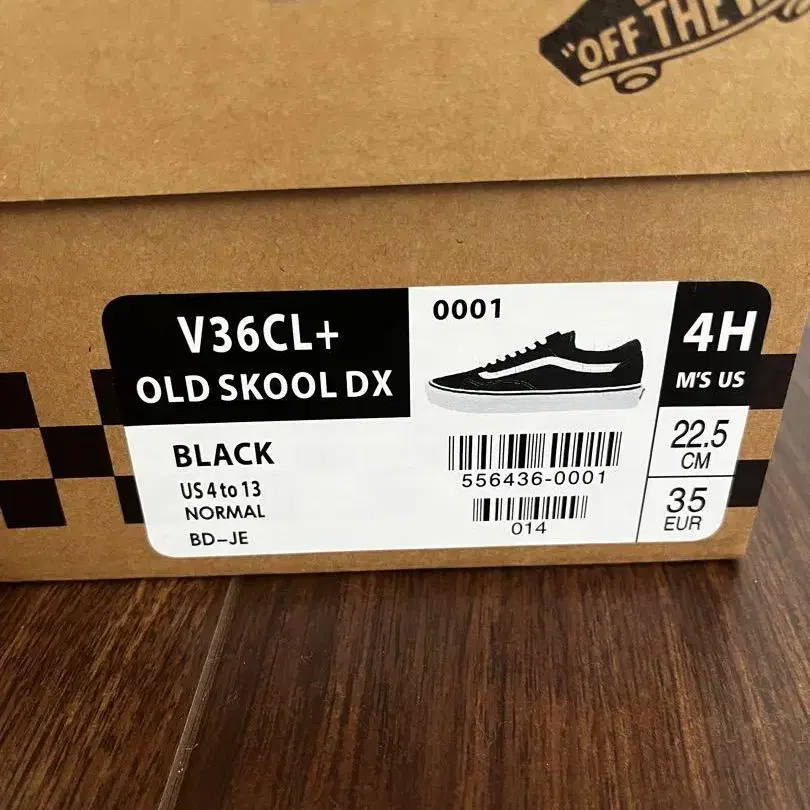 "OFF THE
V36CL+
OLD SKOOL DX
0001
4H
M'S US
BLACK
US 4 to 13
NORMAL
BD-JE
556436-0001
014
22.5
CM
35
EUR